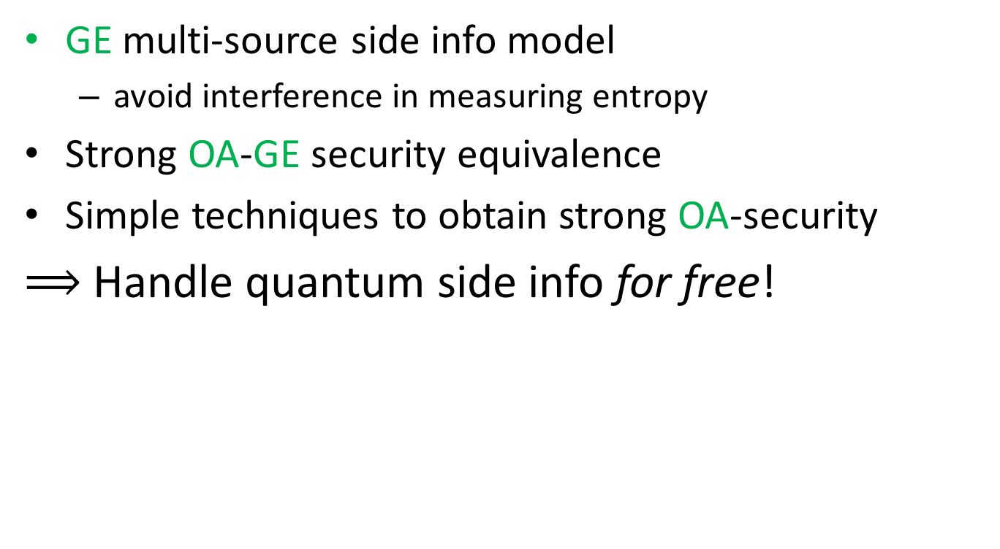 • GE multi-source side info model
– avoid interference in measuring entropy
• Strong OA-GE security equivalence
• Simple techniques to obtain strong OA-security
⟹ Handle quantum side info for free!